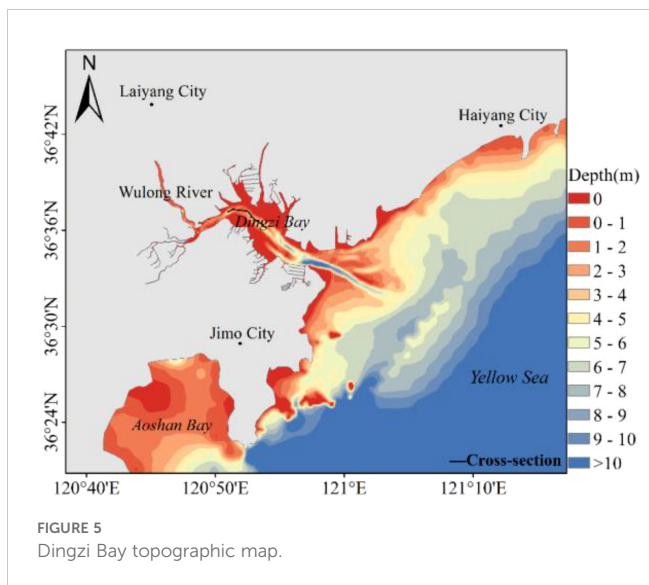 N
Laiyang City
Haiyang City
Wulong River
Dingzi Bay
Jimo City
Aoshan Bay
Yellow Sea
Cross-section
36°42'N
36°36'N
36°30'N
36°24'N
120°40'E
120°50'E
121°E
121°10'E
Depth(m)
0
0 - 1
1 - 2
2 - 3
3 - 4
4 - 5
5 - 6
6 - 7
7 - 8
8 - 9
9 - 10
>10
FIGURE 5
Dingzi Bay topographic map.